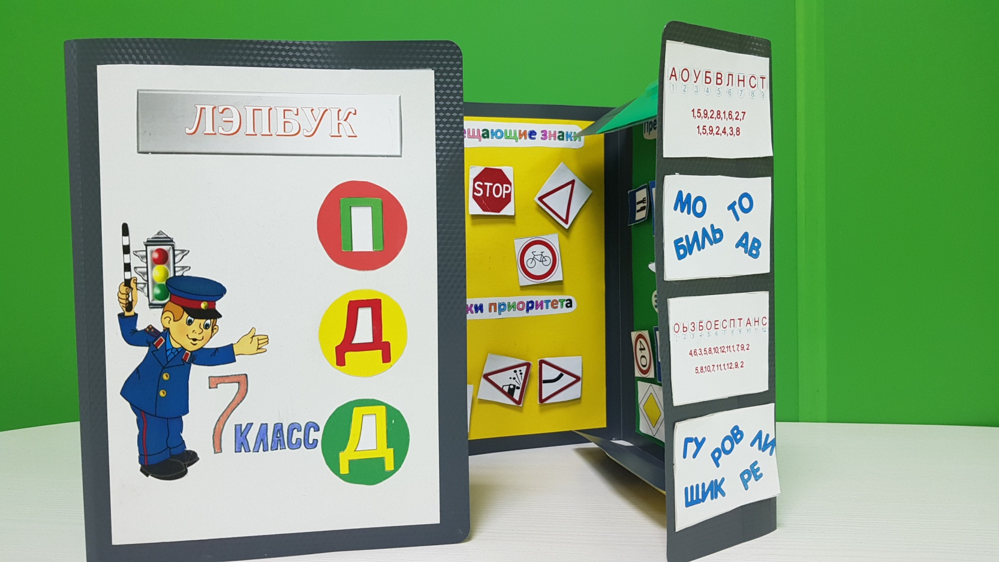 ЛЭПБУК
П
Д
Д
7 класс
ещающие знаки
STOP
ки приоритета
Пре
40
АОУБВЛНСТ
1 2 3 4 5 6 7 8 9
1,5,9,2,8,1,6,2,7
1,5,9,2,4,3,8
МО ТО
БИЛЬ АВ
ОЬЗБОЕСПТАНС
1 2 3 4 5 6 7 8 9 10 11 12
4,6,3,5,8,10,12,11,1,7,9,2
5,8,10,7,11,1,12,9,2
ГУ РОВ ЛИ
ЩИК РЕ